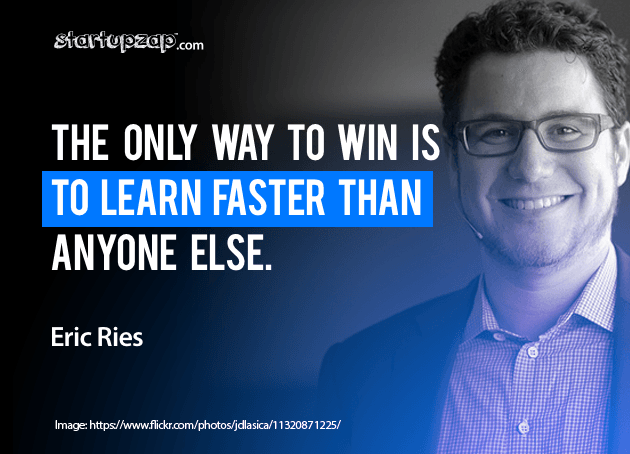 startupzap.com
THE ONLY WAY TO WIN IS
TO LEARN FASTER THAN
ANYONE ELSE.
Eric Ries
Image: https://www.flickr.com/photos/jdlasica/11320871225/